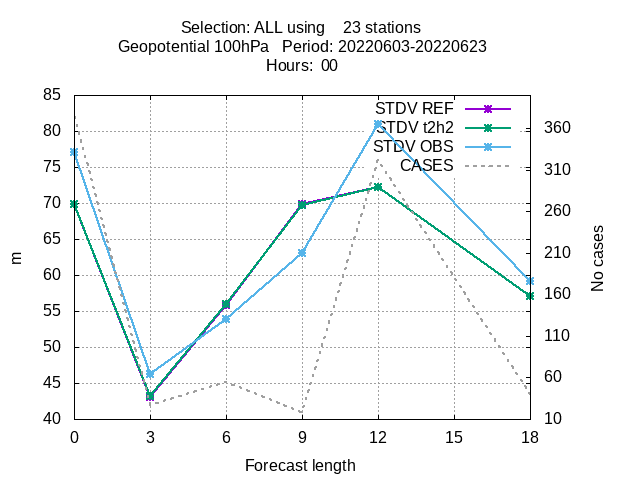 Selection: ALL using    23 stations
Geopotential 100hPa   Period: 20220603-20220623
Hours:  00
STDV REF
STDV t2h2
STDV OBS
CASES
85
80
75
70
65
60
55
50
45
40
m
360
310
260
210
160
110
60
10
No cases
0 3 6 9 12 15 18
Forecast length